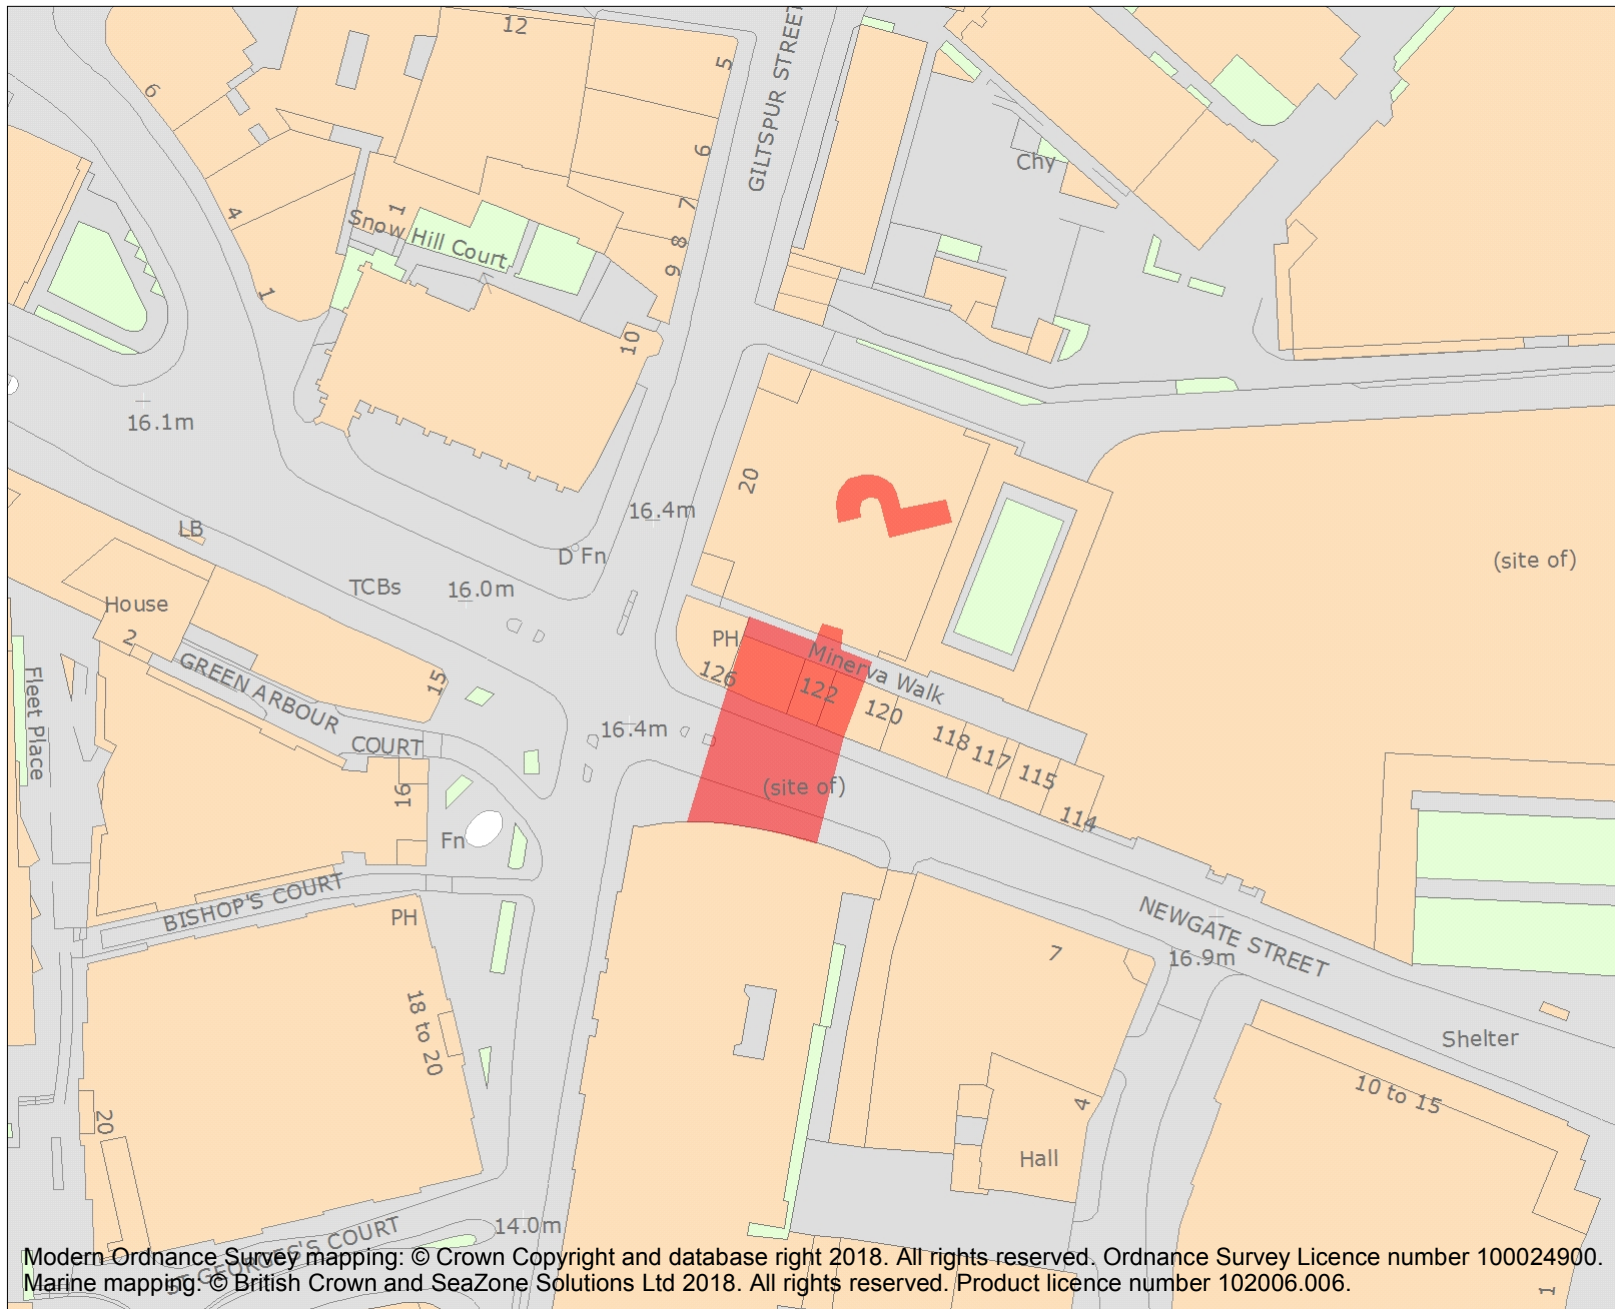 12
5
6
GILTSPUR STREET
6
Chy
4
1
7
Snow Hill Court
8
9
1
10
16.1m
20
16.4m
LB
D Fn
(site of)
TCBs
16.0m
House
2
PH
Minerva Walk
126
122
GREEN ARBOUR
COURT
15
Fleet Place
120
16.4m
118
117
115
114
(site of)
16
Fn
BISHOP'S COURT
PH
NEWGATE STREET
7
16.9m
18 to 20
Shelter
10 to 15
4
20
Hall
14.0m
ST GEORGES'S COURT
1
Modern Ordnance Survey mapping: © Crown Copyright and database right 2018. All rights reserved. Ordnance Survey Licence number 100024900.
Marine mapping: © British Crown and SeaZone Solutions Ltd 2018. All rights reserved. Product licence number 102006.006.